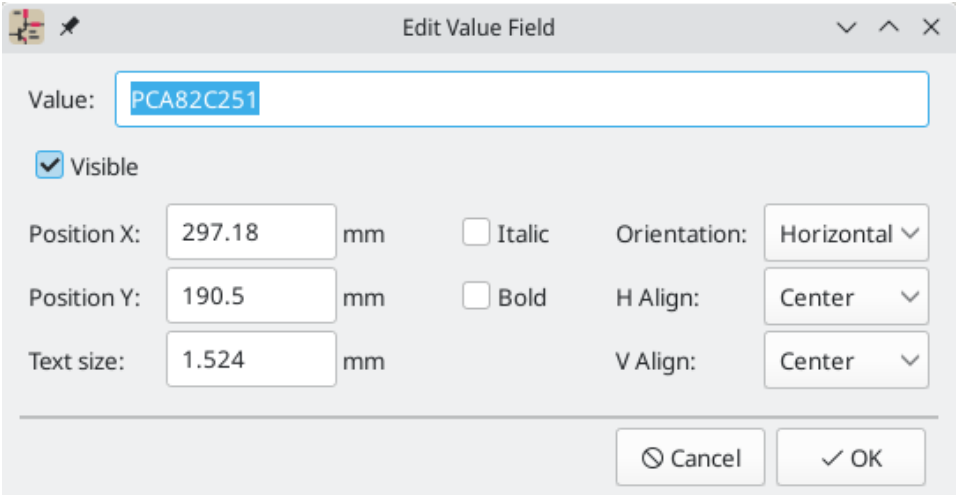 Edit Value Field
Value: PCA82C251
Visible
Position X: 297.18 mm Italic Orientation: Horizontal
Position Y: 190.5 mm Bold H Align: Center
Text size: 1.524 mm V Align: Center
Cancel OK